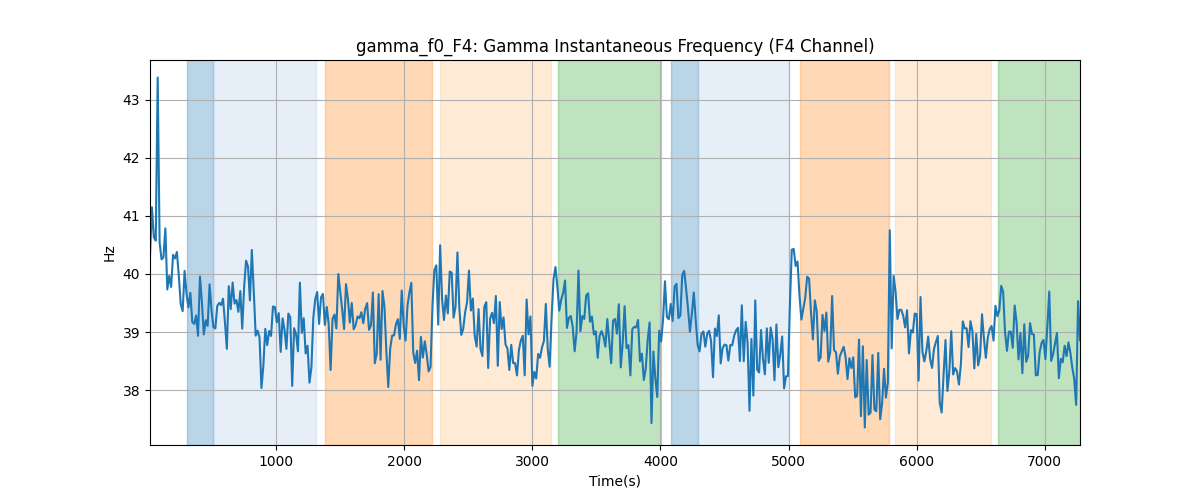 gamma_f0_F4: Gamma Instantaneous Frequency (F4 Channel)
43
42
41
40
39
38
Hz
1000 2000 3000 4000 5000 6000 7000
Time(s)